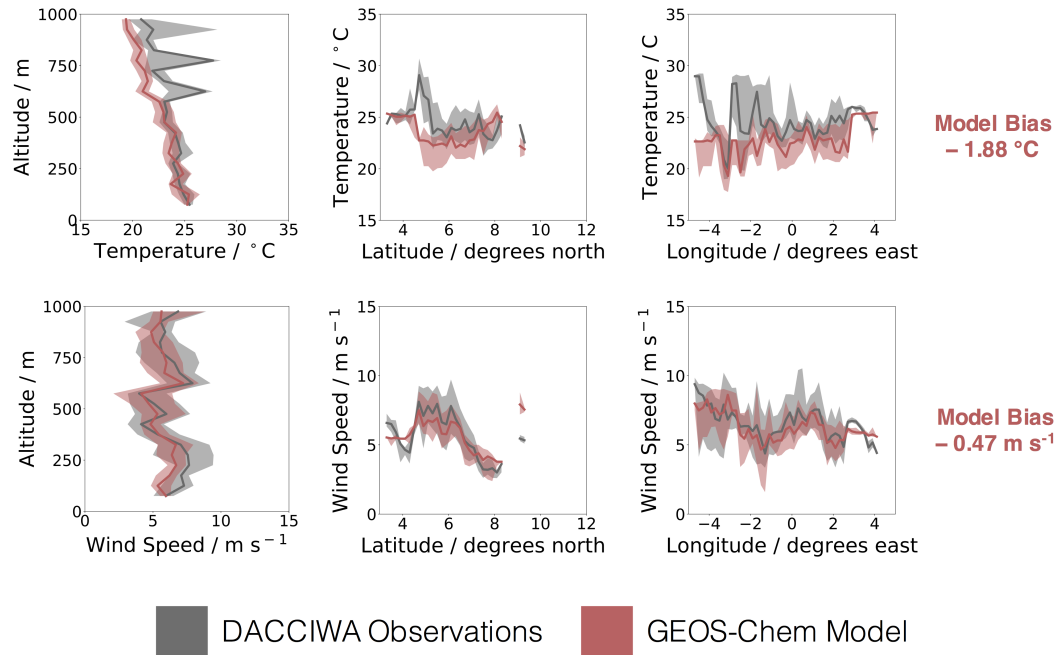 1000
750
500
250
0
Altitude / m
15 20 25 30 35
Temperature / °C
35
30
25
20
15
Temperature / °C
4 6 8 10 12
Latitude / degrees north
35
30
25
20
15
Temperature / C
−4 −2 0 2 4
Longitude / degrees east
Model Bias
– 1.88 °C
1000
750
500
250
0
Altitude / m
0 5 10 15
Wind Speed / m s⁻¹
15
10
5
0
Wind Speed / m s⁻¹
4 6 8 10 12
Latitude / degrees north
15
10
5
0
Wind Speed / m s⁻¹
−4 −2 0 2 4
Longitude / degrees east
Model Bias
– 0.47 m s⁻¹
DACCIWA Observations
GEOS-Chem Model